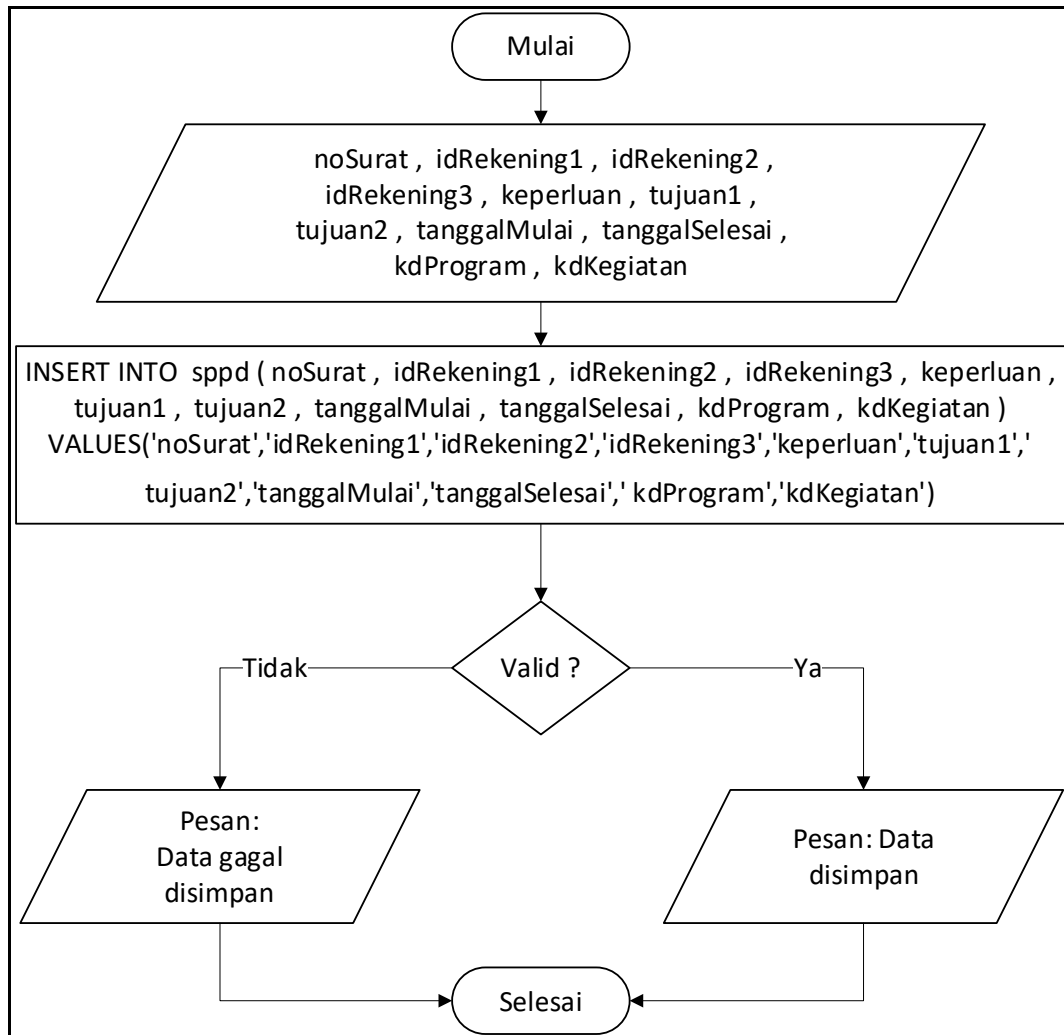 Mulai
noSurat , idRekening1 , idRekening2 ,
idRekening3 , keperluan , tujuan1 ,
tujuan2 , tanggalMulai , tanggalSelesai ,
kdProgram , kdKegiatan
INSERT INTO sppd ( noSurat , idRekening1 , idRekening2 , idRekening3 , keperluan ,
tujuan1 , tujuan2 , tanggalMulai , tanggalSelesai , kdProgram , kdKegiatan )
VALUES('noSurat','idRekening1','idRekening2','idRekening3','keperluan','tujuan1','
tujuan2','tanggalMulai','tanggalSelesai',' kdProgram','kdKegiatan')
Valid ?
Tidak
Ya
Pesan:
Data gagal
disimpan
Pesan: Data
disimpan
Selesai